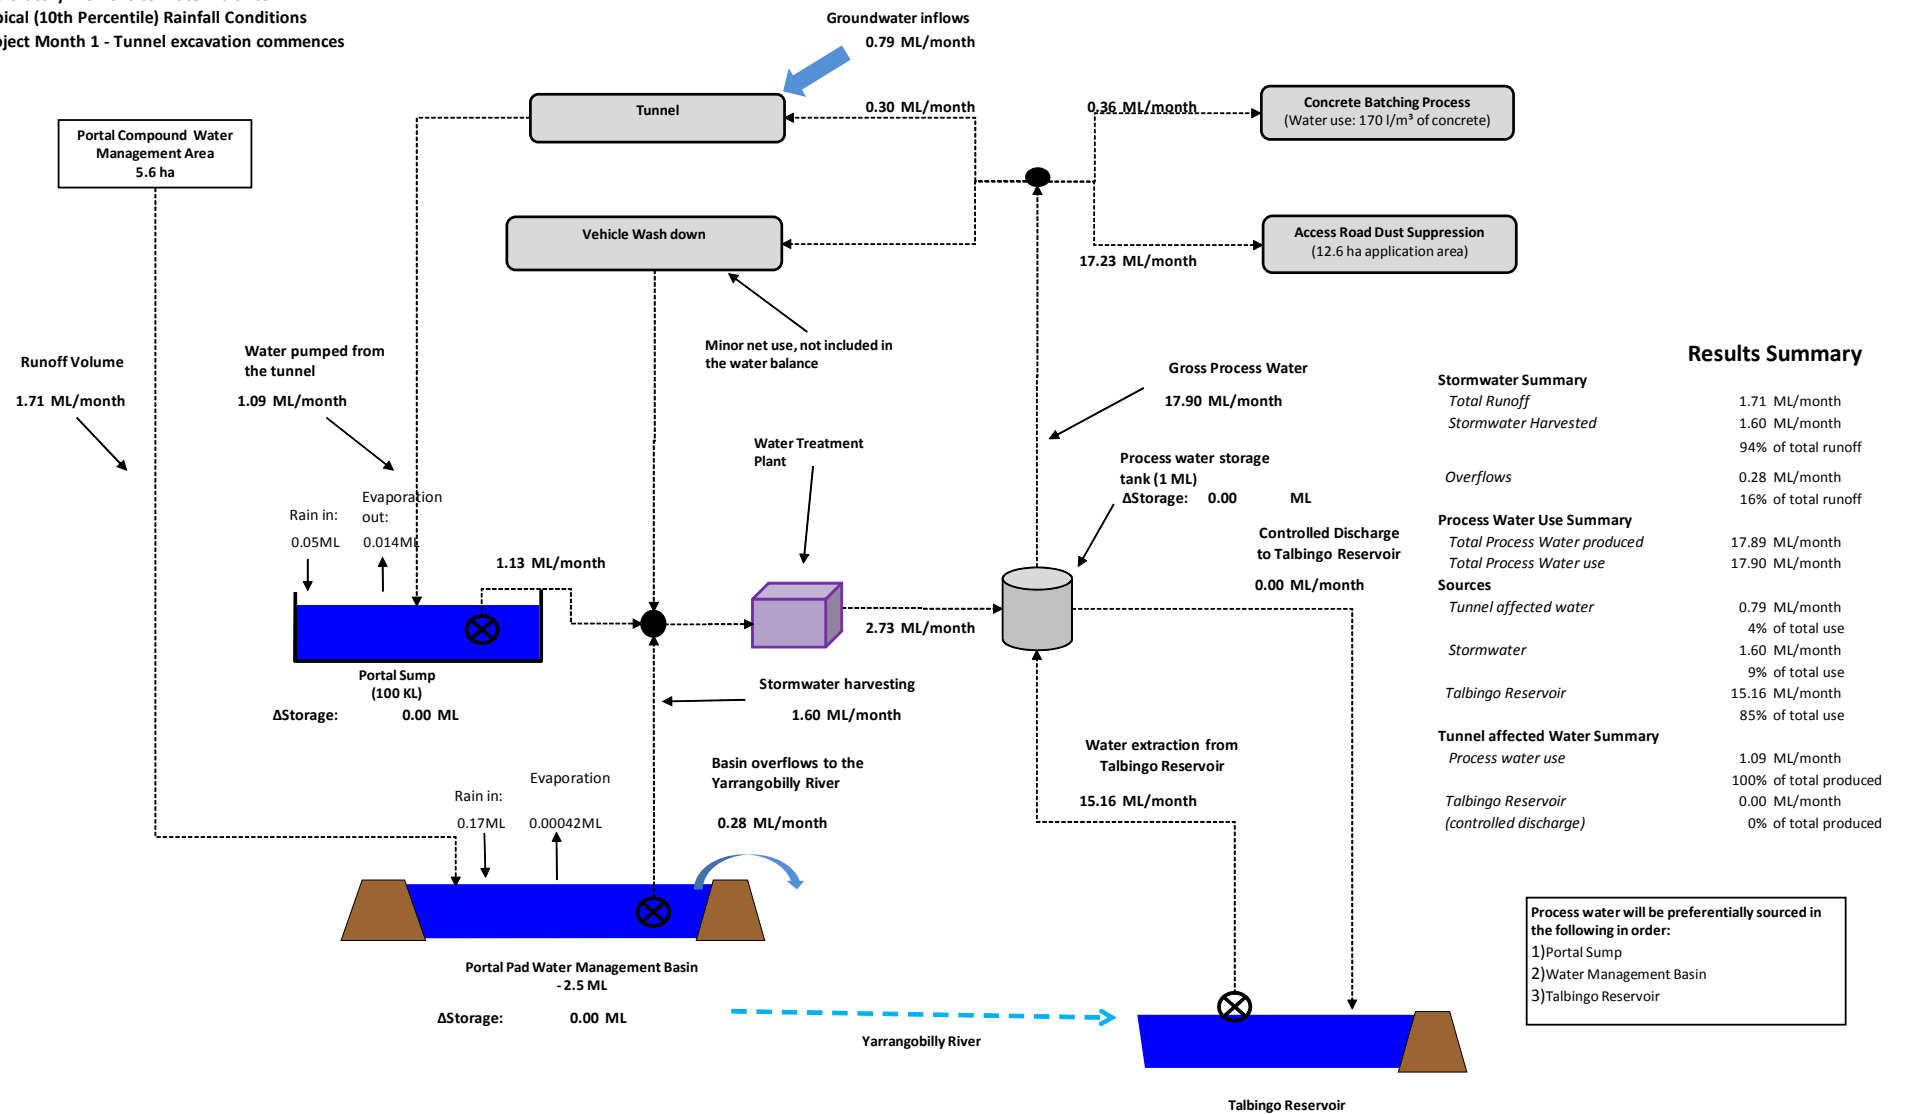 pical (10th Percentile) Rainfall Conditions
oject Month 1 - Tunnel excavation commences
Groundwater inflows
0.79 ML/month
Tunnel
0.30 ML/month
0.36 ML/month
Concrete Batching Process
(Water use: 170 l/m³ of concrete)
Portal Compound Water
Management Area
5.6 ha
Vehicle Wash down
Access Road Dust Suppression
(12.6 ha application area)
17.23 ML/month
Minor net use, not included in
the water balance
Runoff Volume
1.71 ML/month
Water pumped from
the tunnel
1.09 ML/month
Gross Process Water
17.90 ML/month
Water Treatment
Plant
Process water storage
tank (1 ML)
ΔStorage: 0.00 ML
Evaporation
out:
0.014ML
Rain in:
0.05ML
1.13 ML/month
Controlled Discharge
to Talbingo Reservoir
0.00 ML/month
2.73 ML/month
Portal Sump
(100 KL)
ΔStorage: 0.00 ML
Stormwater harvesting
1.60 ML/month
Water extraction from
Talbingo Reservoir
15.16 ML/month
Basin overflows to the
Yarrangobilly River
0.28 ML/month
Evaporation
0.00042ML
Rain in:
0.17ML
Portal Pad Water Management Basin
- 2.5 ML
ΔStorage: 0.00 ML
Yarrangobilly River
Talbingo Reservoir
Results Summary
Stormwater Summary
Total Runoff 1.71 ML/month
Stormwater Harvested 1.60 ML/month
94% of total runoff
Overflows 0.28 ML/month
16% of total runoff
Process Water Use Summary
Total Process Water produced 17.89 ML/month
Total Process Water use 17.90 ML/month
Sources
Tunnel affected water 0.79 ML/month
4% of total use
Stormwater 1.60 ML/month
9% of total use
Talbingo Reservoir 15.16 ML/month
85% of total use
Tunnel affected Water Summary
Process water use 1.09 ML/month
100% of total produced
Talbingo Reservoir 0.00 ML/month
(controlled discharge) 0% of total produced
Process water will be preferentially sourced in
the following in order:
1)Portal Sump
2)Water Management Basin
3)Talbingo Reservoir